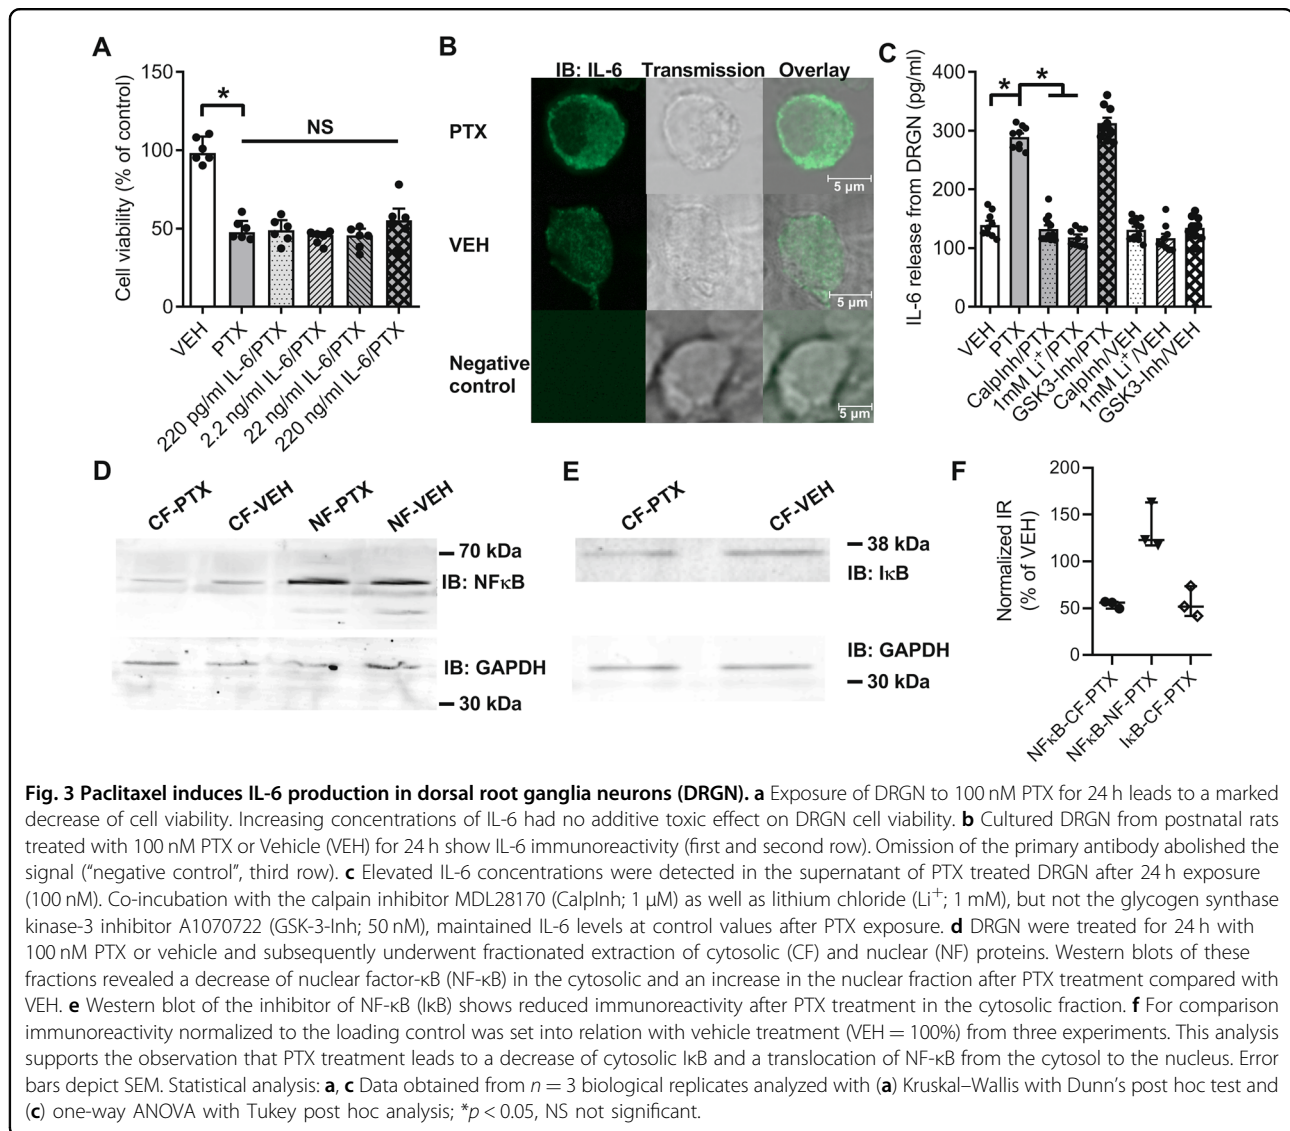 A
Cell viability (% of control)
150
100
50
0
*
NS
VEH
PTX
220 pg/ml IL-6/PTX
2.2 ng/ml IL-6/PTX
22 ng/ml IL-6/PTX
220 ng/ml IL-6/PTX
B
IB: IL-6 Transmission Overlay
PTX
5 µm
VEH
5 µm
Negative
control
5 µm
C
IL-6 release from DRGN (pg/ml)
400
300
200
100
0
* *
VEH
PTX
CalpInh/PTX
1mM Li⁺/PTX
GSK3-Inh/PTX
CalpInh/VEH
1mM Li⁺/VEH
GSK3-Inh/VEH
D
CF-PTX CF-VEH NF-PTX NF-VEH
70 kDa
IB: NFκB
IB: GAPDH
30 kDa
E
CF-PTX CF-VEH
38 kDa
IB: IκB
IB: GAPDH
30 kDa
F
Normalized IR
(% of VEH)
200
150
100
50
0
NFκB-CF-PTX
NFκB-NF-PTX
IκB-CF-PTX
Fig. 3 Paclitaxel induces IL-6 production in dorsal root ganglia neurons (DRGN). a Exposure of DRGN to 100 nM PTX for 24 h leads to a marked
decrease of cell viability. Increasing concentrations of IL-6 had no additive toxic effect on DRGN cell viability. b Cultured DRGN from postnatal rats
treated with 100 nM PTX or Vehicle (VEH) for 24 h show IL-6 immunoreactivity (first and second row). Omission of the primary antibody abolished the
signal (“negative control”, third row). c Elevated IL-6 concentrations were detected in the supernatant of PTX treated DRGN after 24 h exposure
(100 nM). Co-incubation with the calpain inhibitor MDL28170 (CalpInh; 1 µM) as well as lithium chloride (Li⁺; 1 mM), but not the glycogen synthase
kinase-3 inhibitor A1070722 (GSK-3-Inh; 50 nM), maintained IL-6 levels at control values after PTX exposure. d DRGN were treated for 24 h with
100 nM PTX or vehicle and subsequently underwent fractionated extraction of cytosolic (CF) and nuclear (NF) proteins. Western blots of these
fractions revealed a decrease of nuclear factor-κB (NF-κB) in the cytosolic and an increase in the nuclear fraction after PTX treatment compared with
VEH. e Western blot of the inhibitor of NF-κB (IκB) shows reduced immunoreactivity after PTX treatment in the cytosolic fraction. f For comparison
immunoreactivity normalized to the loading control was set into relation with vehicle treatment (VEH = 100%) from three experiments. This analysis
supports the observation that PTX treatment leads to a decrease of cytosolic IκB and a translocation of NF-κB from the cytosol to the nucleus. Error
bars depict SEM. Statistical analysis: a, c Data obtained from n = 3 biological replicates analyzed with (a) Kruskal–Wallis with Dunn’s post hoc test and
(c) one-way ANOVA with Tukey post hoc analysis; *p < 0.05, NS not significant.